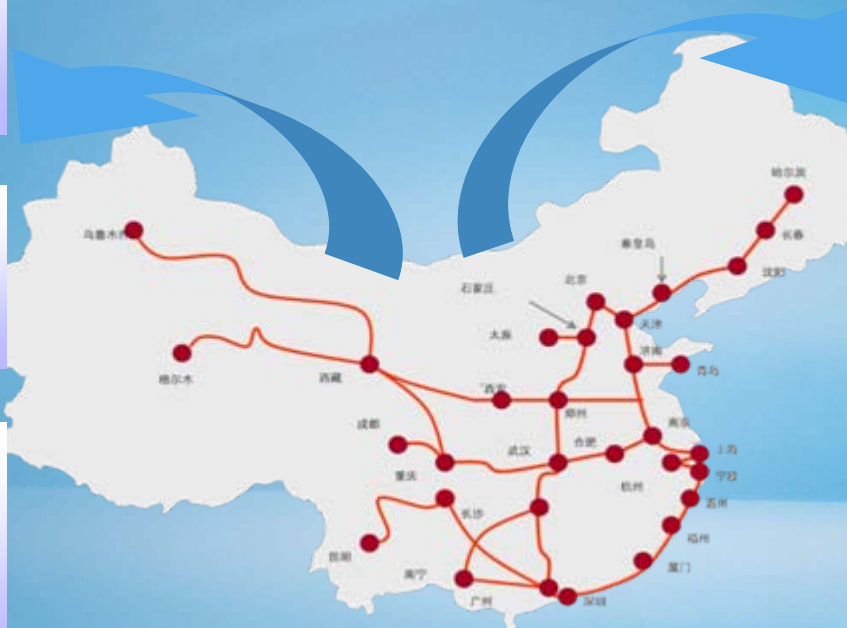 哈尔滨
长春
沈阳
秦皇岛
乌鲁木齐
北京
石家庄
天津
太原
济南
青岛
格尔木
西藏
西安
郑州
成都
南京
合肥
武汉
上海
宁波
重庆
杭州
温州
长沙
福州
昆明
厦门
南宁
广州
深圳